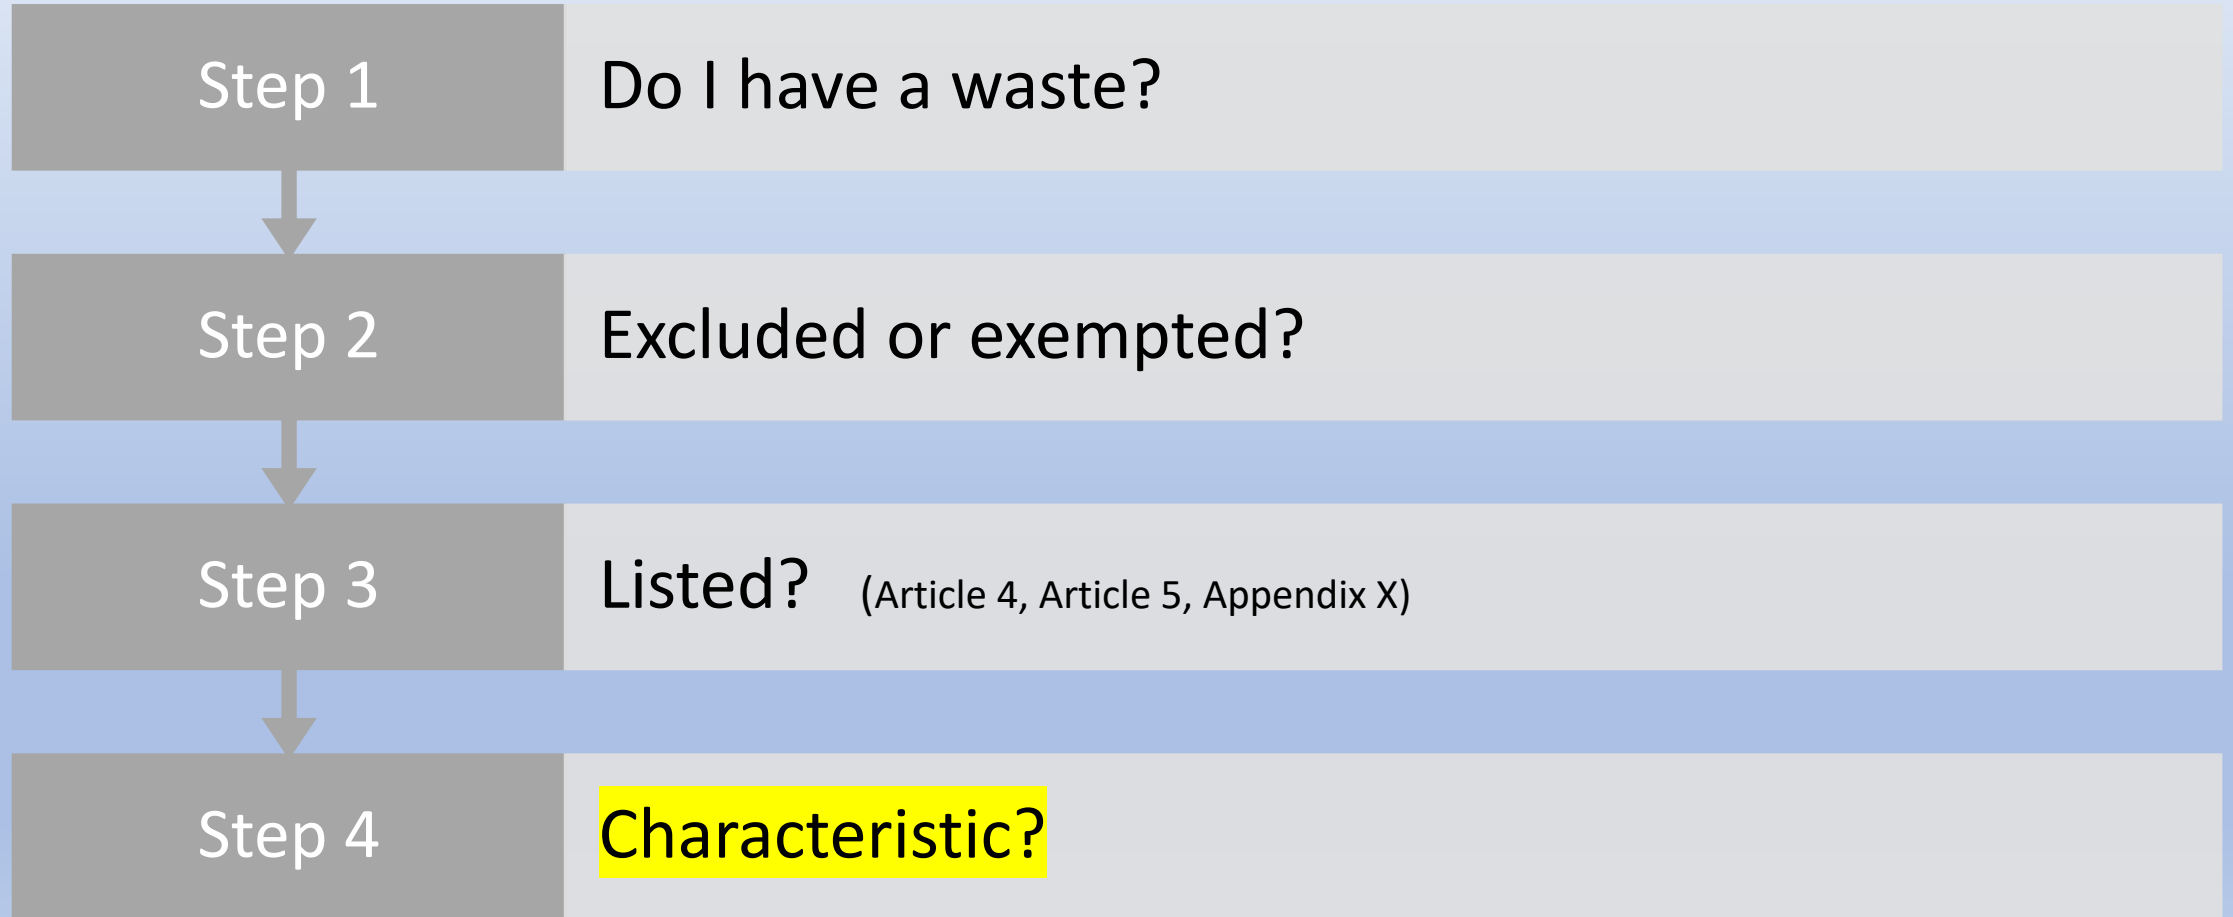 Step 1
Do I have a waste?
Step 2
Excluded or exempted?
Step 3
Listed? (Article 4, Article 5, Appendix X)
Step 4
Characteristic?